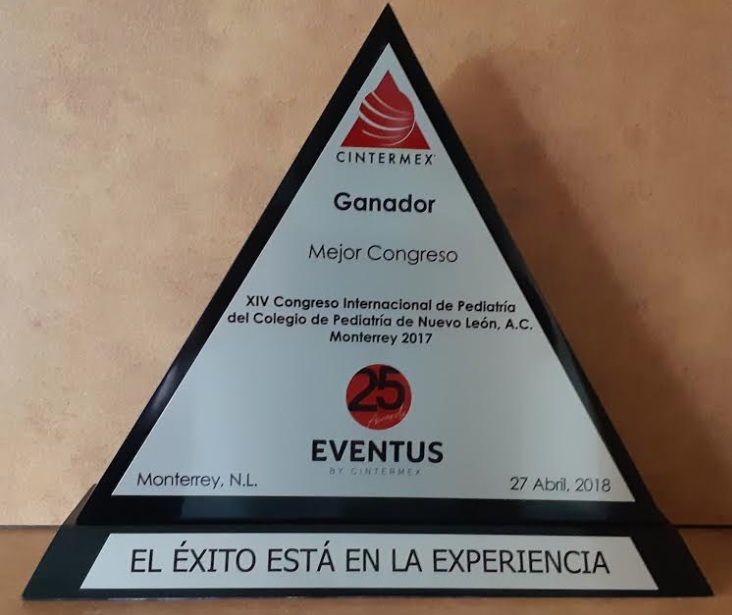 CINTERMEX
Ganador
Mejor Congreso
XIV Congreso Internacional de Pediatría
del Colegio de Pediatría de Nuevo León, A.C.
Monterrey 2017
25
Awards
EVENTUS
BY CINTERMEX
Monterrey, N.L.
27 Abril, 2018
EL ÉXITO ESTÁ EN LA EXPERIENCIA